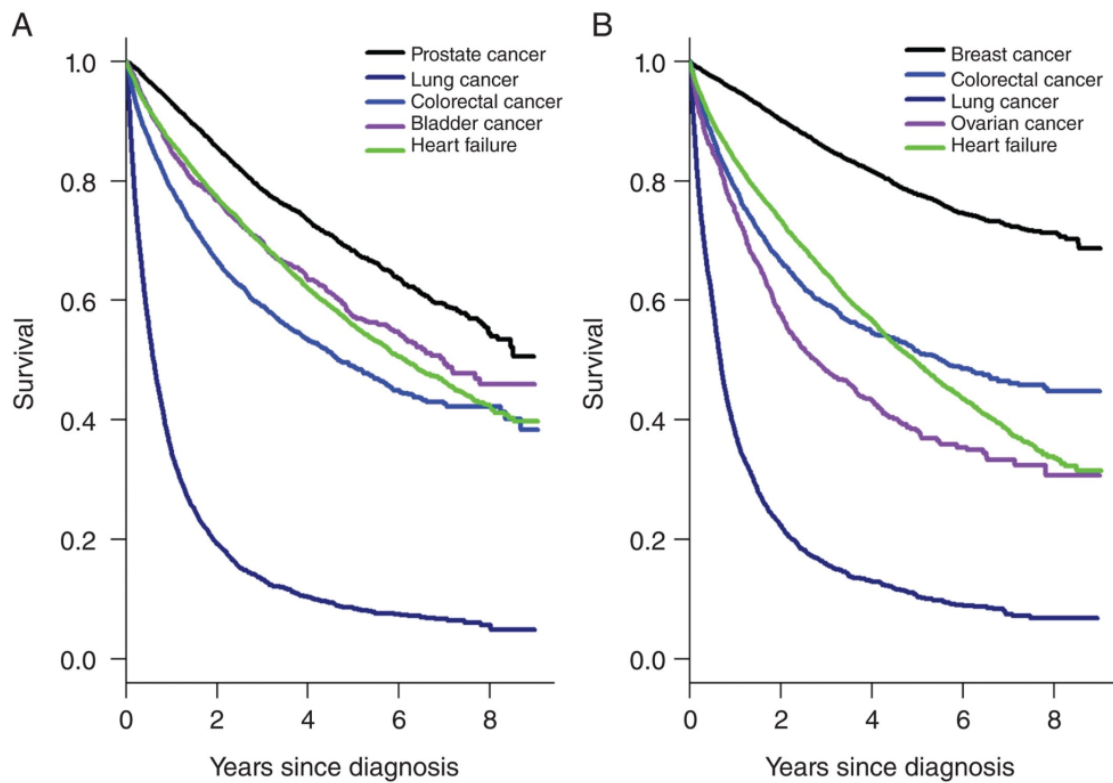 A
Prostate cancer
Lung cancer
Colorectal cancer
Bladder cancer
Heart failure
1.0
0.8
0.6
0.4
0.2
0.0
Survival
0 2 4 6 8
Years since diagnosis
B
Breast cancer
Colorectal cancer
Lung cancer
Ovarian cancer
Heart failure
1.0
0.8
0.6
0.4
0.2
0.0
Survival
0 2 4 6 8
Years since diagnosis